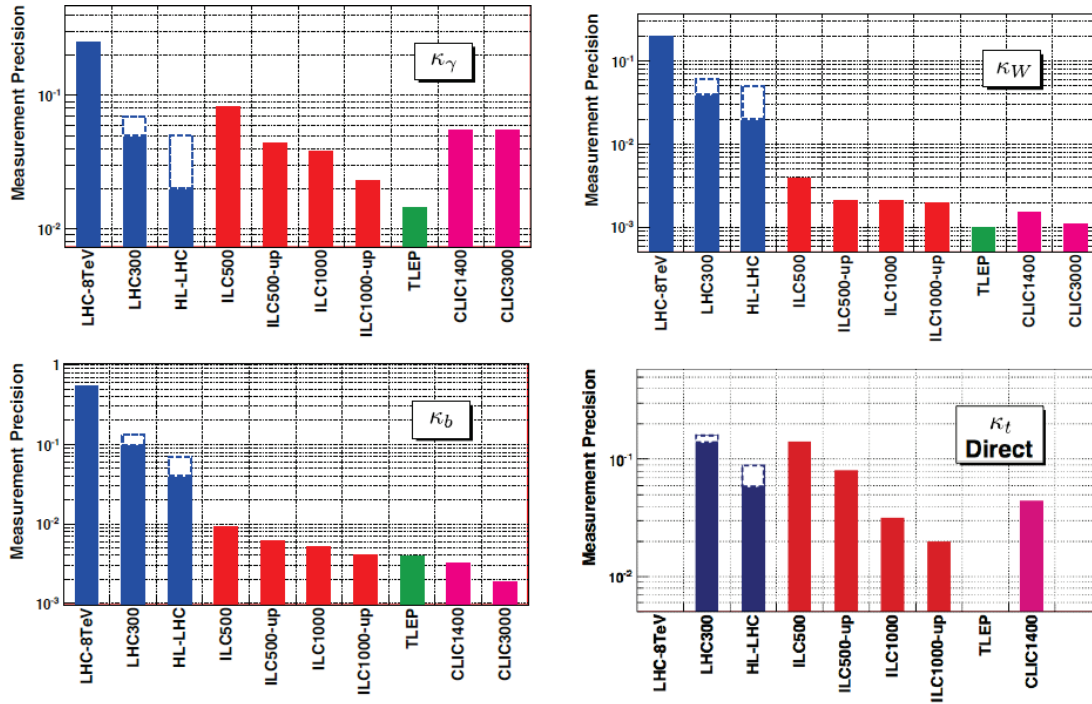 Measurement Precision
κγ
10⁻¹
10⁻²
LHC-8TeV
LHC300
HL-LHC
ILC500
ILC500-up
ILC1000
ILC1000-up
TLEP
CLIC1400
CLIC3000
Measurement Precision
κW
10⁻¹
10⁻²
10⁻³
LHC-8TeV
LHC300
HL-LHC
ILC500
ILC500-up
ILC1000
ILC1000-up
TLEP
CLIC1400
CLIC3000
Measurement Precision
κb
1
10⁻¹
10⁻²
10⁻³
LHC-8TeV
LHC300
HL-LHC
ILC500
ILC500-up
ILC1000
ILC1000-up
TLEP
CLIC1400
CLIC3000
Measurement Precision
κt
Direct
10⁻¹
10⁻²
LHC-8TeV
LHC300
HL-LHC
ILC500
ILC500-up
ILC1000
ILC1000-up
TLEP
CLIC1400